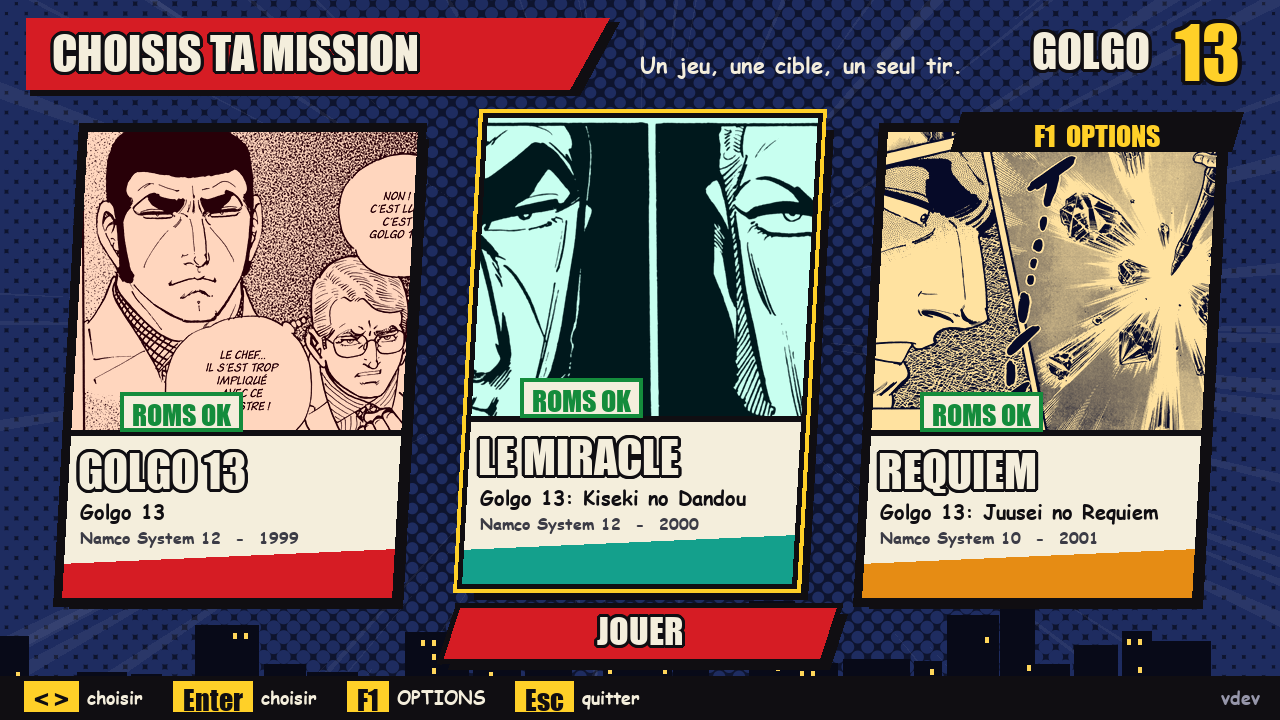 CHOISIS TA MISSION
Un jeu, une cible, un seul tir.
GOLGO 13
F1 OPTIONS
NON !
C'EST
GOLGO
LE CHEF...
IL S'EST TROP
IMPLIQUÉ
CE
ROMS OK
ROMS OK
ROMS OK
GOLGO 13
Golgo 13
Namco System 12 - 1999
LE MIRACLE
Golgo 13: Kiseki no Dandou
Namco System 12 - 2000
REQUIEM
Golgo 13: Juusei no Requiem
Namco System 10 - 2001
JOUER
< > choisir
Enter choisir
F1 OPTIONS
Esc quitter
vdev